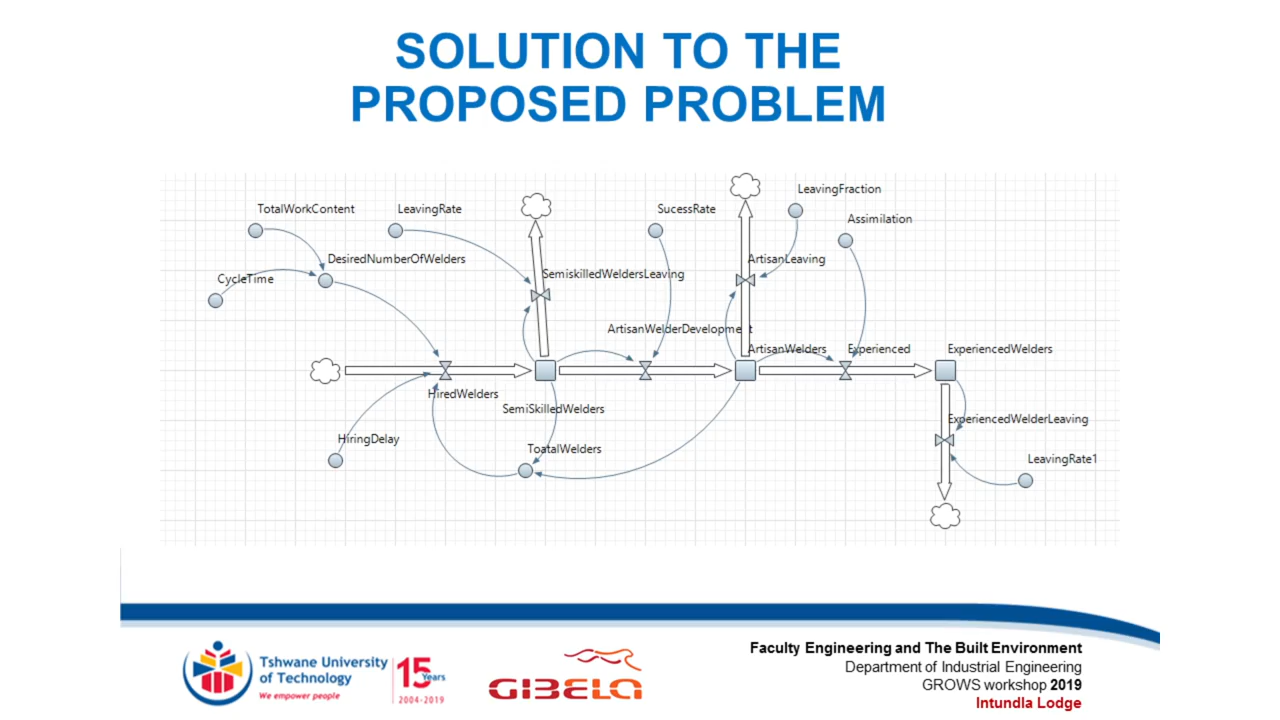 SOLUTION TO THE
PROPOSED PROBLEM
LeavingFraction
TotalWorkContent
LeavingRate
SucessRate
Assimilation
DesiredNumberOfWelders
ArtisanLeaving
CycleTime
SemiskilledWeldersLeaving
ArtisanWelderDevelopment
ArtisanWelders
Experienced
ExperiencedWelders
HiredWelders
SemiSkilledWelders
ExperiencedWelderLeaving
HiringDelay
ToatalWelders
LeavingRate1
Tshwane University
of Technology
We empower people
15
Years
2004-2019
GIBELA
Faculty Engineering and The Built Environment
Department of Industrial Engineering
GROWS workshop 2019
Intundla Lodge